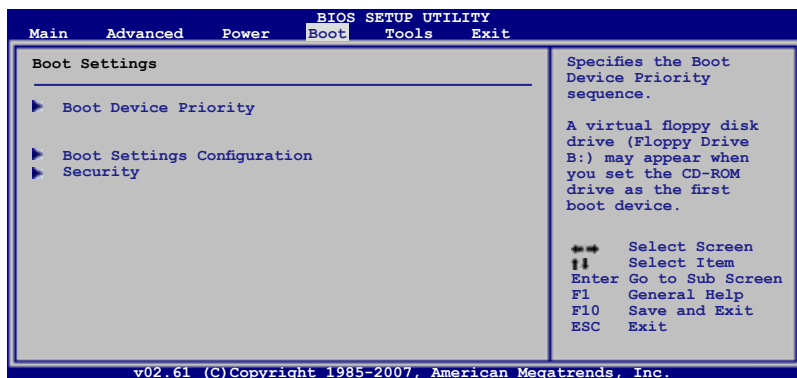 BIOS SETUP UTILITY
Main Advanced Power Boot Tools Exit
Boot Settings
Boot Device Priority
Boot Settings Configuration
Security
Specifies the Boot
Device Priority
sequence.
A virtual floppy disk
drive (Floppy Drive
B:) may appear when
you set the CD-ROM
drive as the first
boot device.
Select Screen
Select Item
Enter Go to Sub Screen
F1 General Help
F10 Save and Exit
ESC Exit
v02.61 (C)Copyright 1985-2007, American Megatrends, Inc.